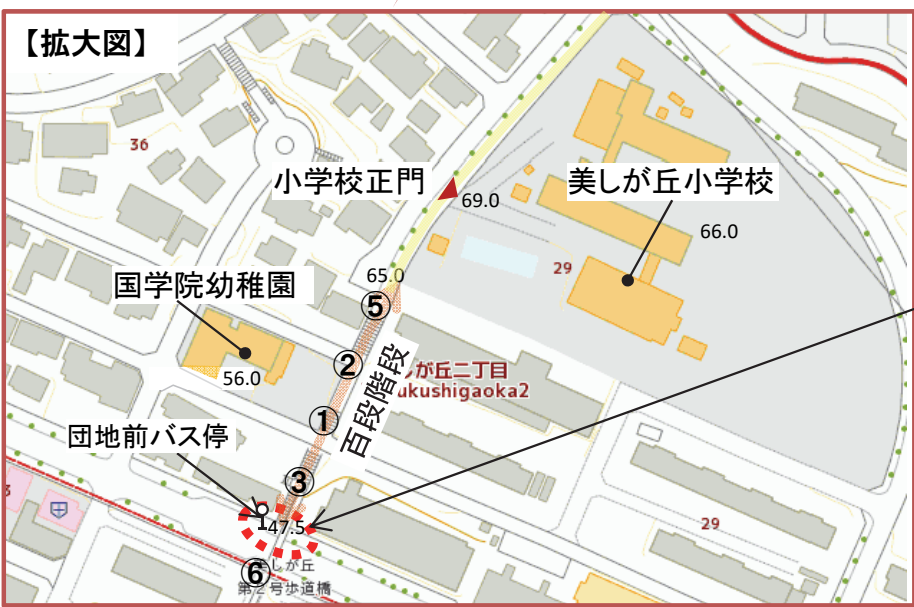 【拡大図】
36
小学校正門
69.0
美しが丘小学校
66.0
29
65.0
国学院幼稚園
⑤
56.0
②
百段階段
しが丘二丁目
ukushigaoka2
①
団地前バス停
③
47.5
29
3
⑥
美しが丘
第2号歩道橋